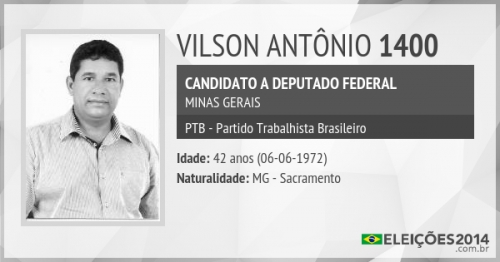 VILSON ANTÔNIO 1400
CANDIDATO A DEPUTADO FEDERAL
MINAS GERAIS
PTB - Partido Trabalhista Brasileiro
Idade: 42 anos (06-06-1972)
Naturalidade: MG - Sacramento
ELEIÇÕES2014
.com.br